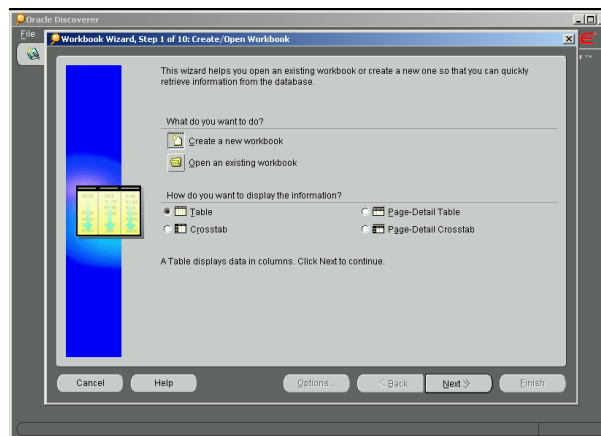 Oracle Discoverer
File
Workbook Wizard, Step 1 of 10: Create/Open Workbook
This wizard helps you open an existing workbook or create a new one so that you can quickly
retrieve information from the database.
What do you want to do?
Create a new workbook
Open an existing workbook
How do you want to display the information?
Table
Page-Detail Table
Crosstab
Page-Detail Crosstab
A Table displays data in columns. Click Next to continue.
Cancel
Help
Options...
Back
Next
Finish